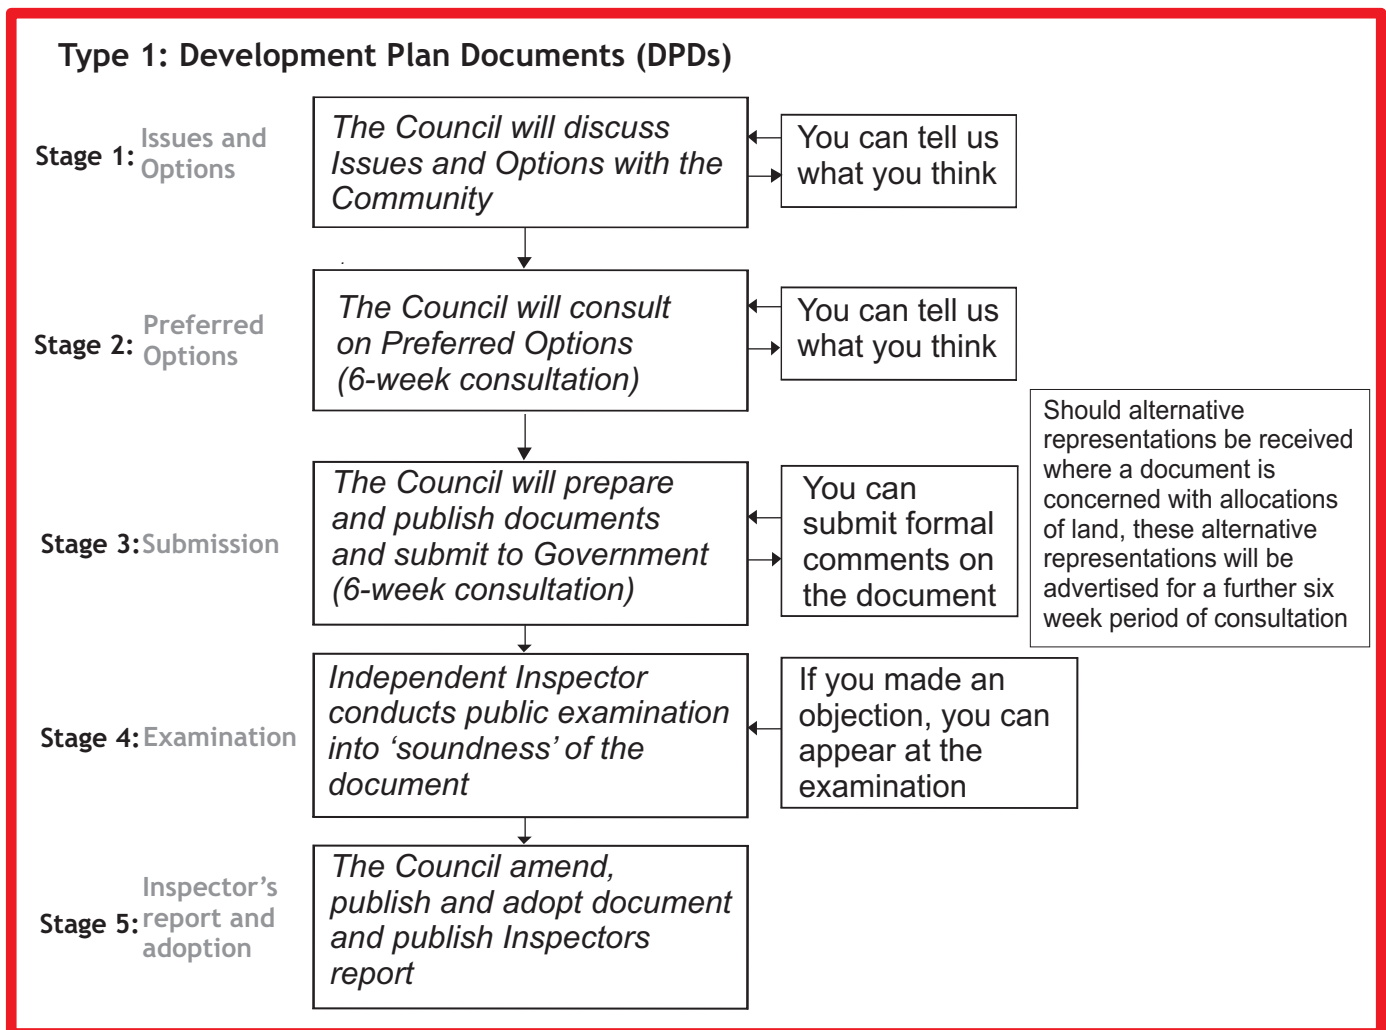 Type 1: Development Plan Documents (DPDs)
Stage 1:
Issues and
Options
The Council will discuss
Issues and Options with the
Community
You can tell us
what you think
Stage 2:
Preferred
Options
The Council will consult
on Preferred Options
(6-week consultation)
You can tell us
what you think
Stage 3:
Submission
The Council will prepare
and publish documents
and submit to Government
(6-week consultation)
You can
submit formal
comments on
the document
Should alternative
representations be received
where a document is
concerned with allocations
of land, these alternative
representations will be
advertised for a further six
week period of consultation
Stage 4:
Examination
Independent Inspector
conducts public examination
into ‘soundness’ of the
document
If you made an
objection, you can
appear at the
examination
Stage 5:
Inspector’s
report and
adoption
The Council amend,
publish and adopt document
and publish Inspectors
report